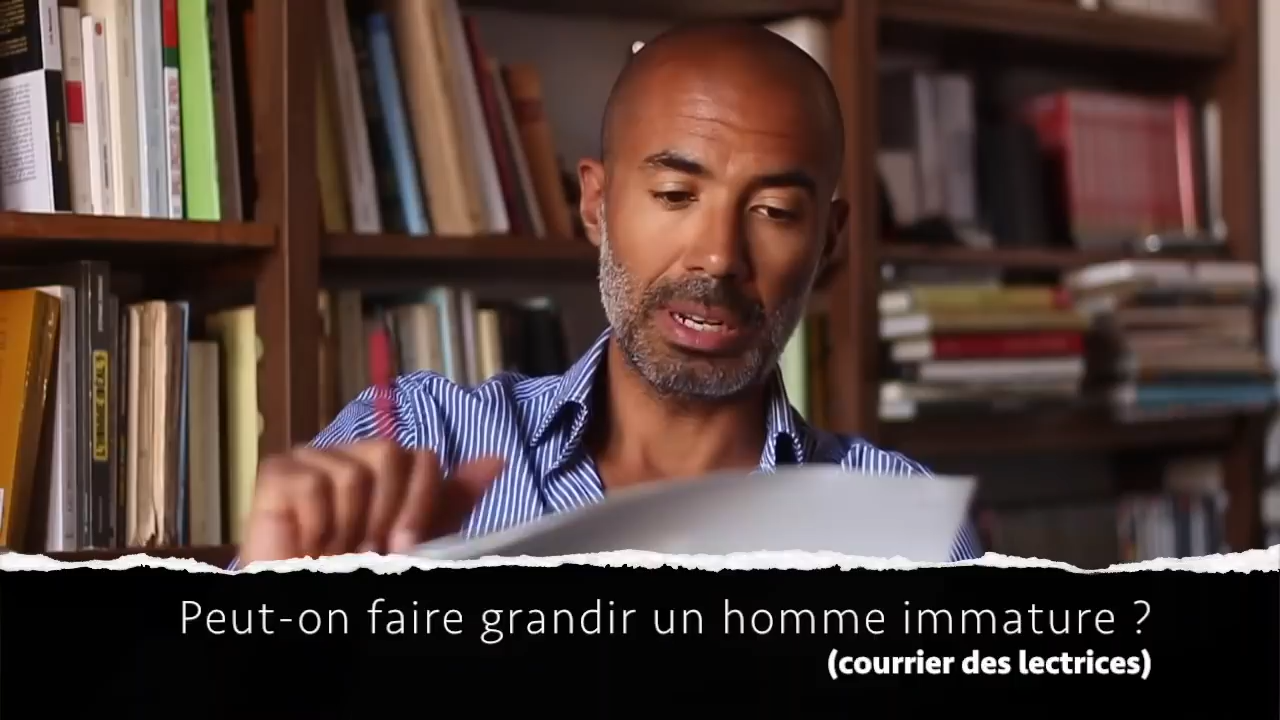 Peut-on faire grandir un homme immature ?
(courrier des lectrices)